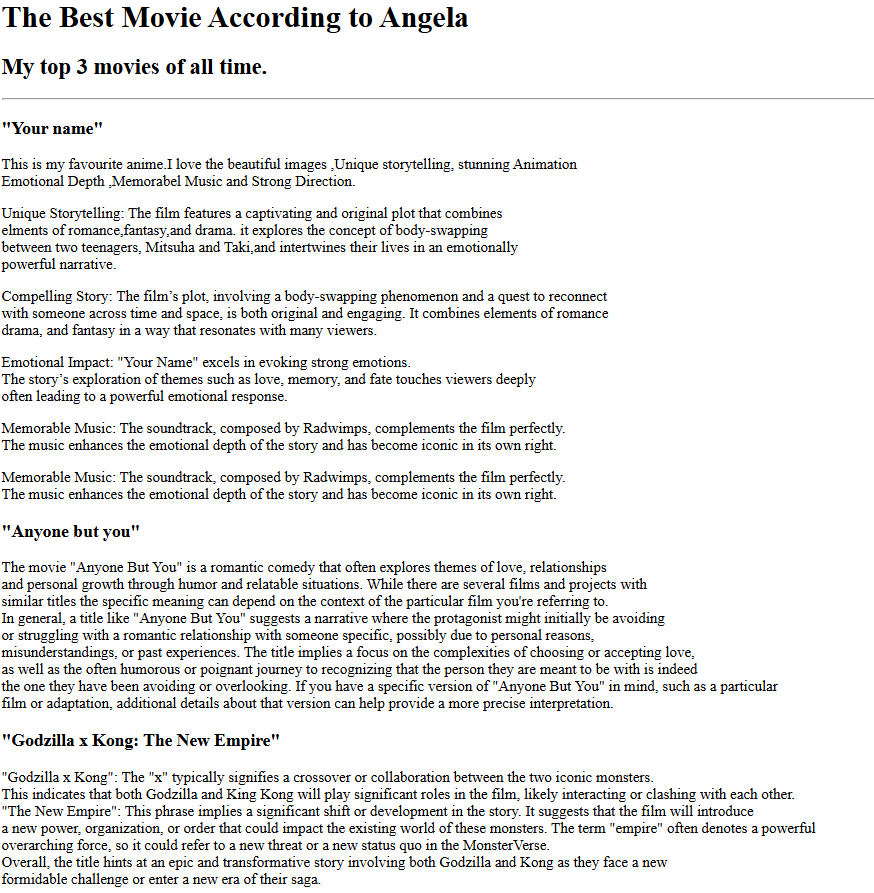 The Best Movie According to Angela
My top 3 movies of all time.
"Your name"
This is my favourite anime.I love the beautiful images ,Unique storytelling, stunning Animation
Emotional Depth ,Memorabel Music and Strong Direction.
Unique Storytelling: The film features a captivating and original plot that combines
elments of romance,fantasy,and drama. it explores the concept of body-swapping
between two teenagers, Mitsuha and Taki,and intertwines their lives in an emotionally
powerful narrative.
Compelling Story: The film’s plot, involving a body-swapping phenomenon and a quest to reconnect
with someone across time and space, is both original and engaging. It combines elements of romance
drama, and fantasy in a way that resonates with many viewers.
Emotional Impact: "Your Name" excels in evoking strong emotions.
The story’s exploration of themes such as love, memory, and fate touches viewers deeply
often leading to a powerful emotional response.
Memorable Music: The soundtrack, composed by Radwimps, complements the film perfectly.
The music enhances the emotional depth of the story and has become iconic in its own right.
Memorable Music: The soundtrack, composed by Radwimps, complements the film perfectly.
The music enhances the emotional depth of the story and has become iconic in its own right.
"Anyone but you"
The movie "Anyone But You" is a romantic comedy that often explores themes of love, relationships
and personal growth through humor and relatable situations. While there are several films and projects with
similar titles the specific meaning can depend on the context of the particular film you're referring to.
In general, a title like "Anyone But You" suggests a narrative where the protagonist might initially be avoiding
or struggling with a romantic relationship with someone specific, possibly due to personal reasons,
misunderstandings, or past experiences. The title implies a focus on the complexities of choosing or accepting love,
as well as the often humorous or poignant journey to recognizing that the person they are meant to be with is indeed
the one they have been avoiding or overlooking. If you have a specific version of "Anyone But You" in mind, such as a particular
film or adaptation, additional details about that version can help provide a more precise interpretation.
"Godzilla x Kong: The New Empire"
"Godzilla x Kong": The "x" typically signifies a crossover or collaboration between the two iconic monsters.
This indicates that both Godzilla and King Kong will play significant roles in the film, likely interacting or clashing with each other.
"The New Empire": This phrase implies a significant shift or development in the story. It suggests that the film will introduce
a new power, organization, or order that could impact the existing world of these monsters. The term "empire" often denotes a powerful
overarching force, so it could refer to a new threat or a new status quo in the MonsterVerse.
Overall, the title hints at an epic and transformative story involving both Godzilla and Kong as they face a new
formidable challenge or enter a new era of their saga.